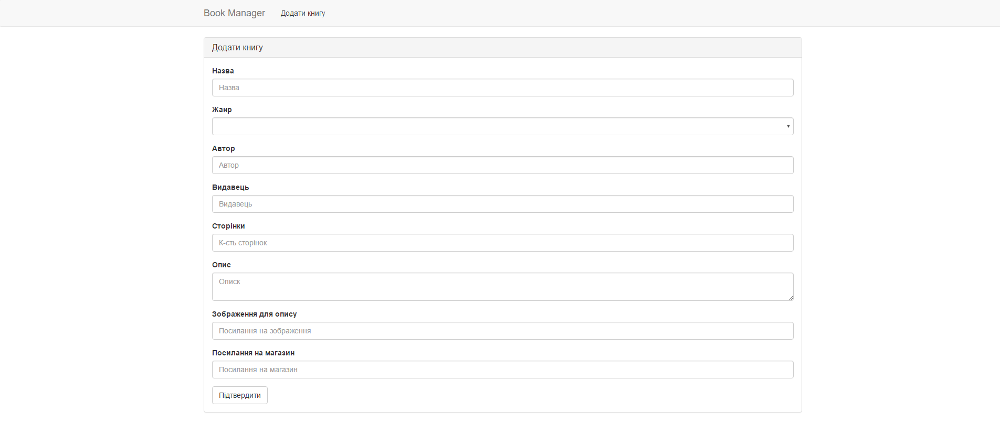 Book Manager Додати книгу
Додати книгу
Назва
Назва
Жанр
Автор
Автор
Видавець
Видавець
Сторінки
К-сть сторінок
Опис
Описк
Зображення для опису
Посилання на зображення
Посилання на магазин
Посилання на магазин
Підтвердити